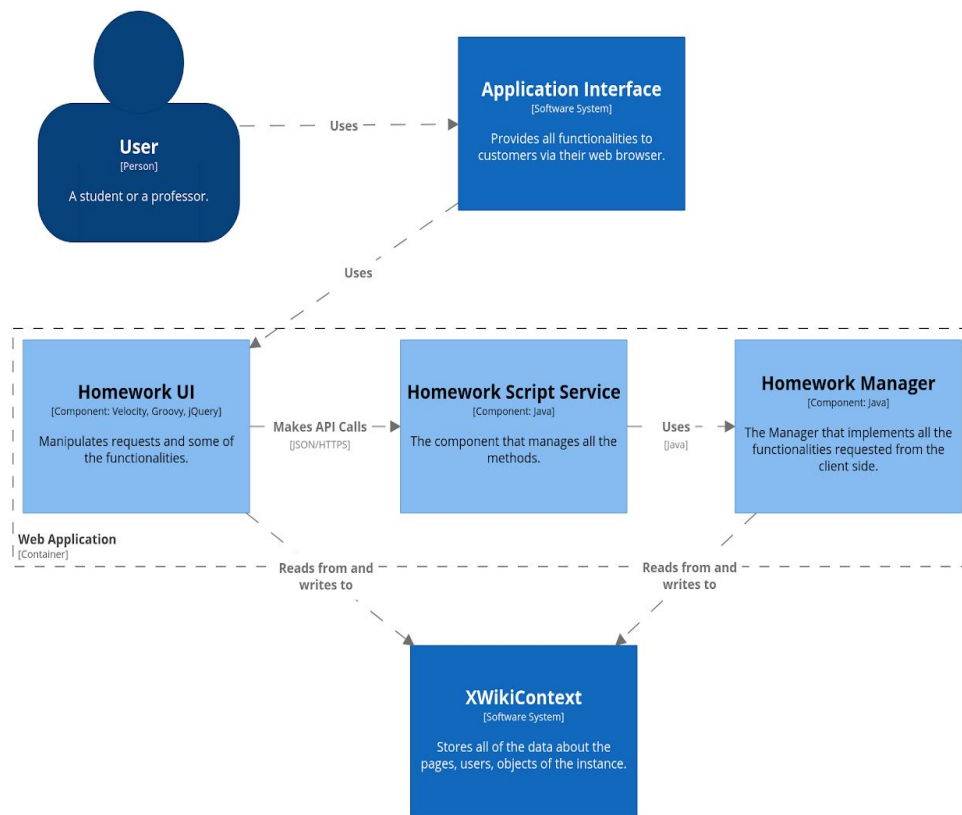 User
[Person]
A student or a professor.
Uses
Application Interface
[Software System]
Provides all functionalities to
customers via their web browser.
Uses
Homework UI
[Component: Velocity, Groovy, jQuery]
Manipulates requests and some of
the functionalities.
Makes API Calls
[JSON/HTTPS]
Homework Script Service
[Component: Java]
The component that manages all the
methods.
Uses
[Java]
Homework Manager
[Component: Java]
The Manager that implements all the
functionalities requested from the
client side.
Web Application
[Container]
Reads from and
writes to
Reads from and
writes to
XWikiContext
[Software System]
Stores all of the data about the
pages, users, objects of the instance.